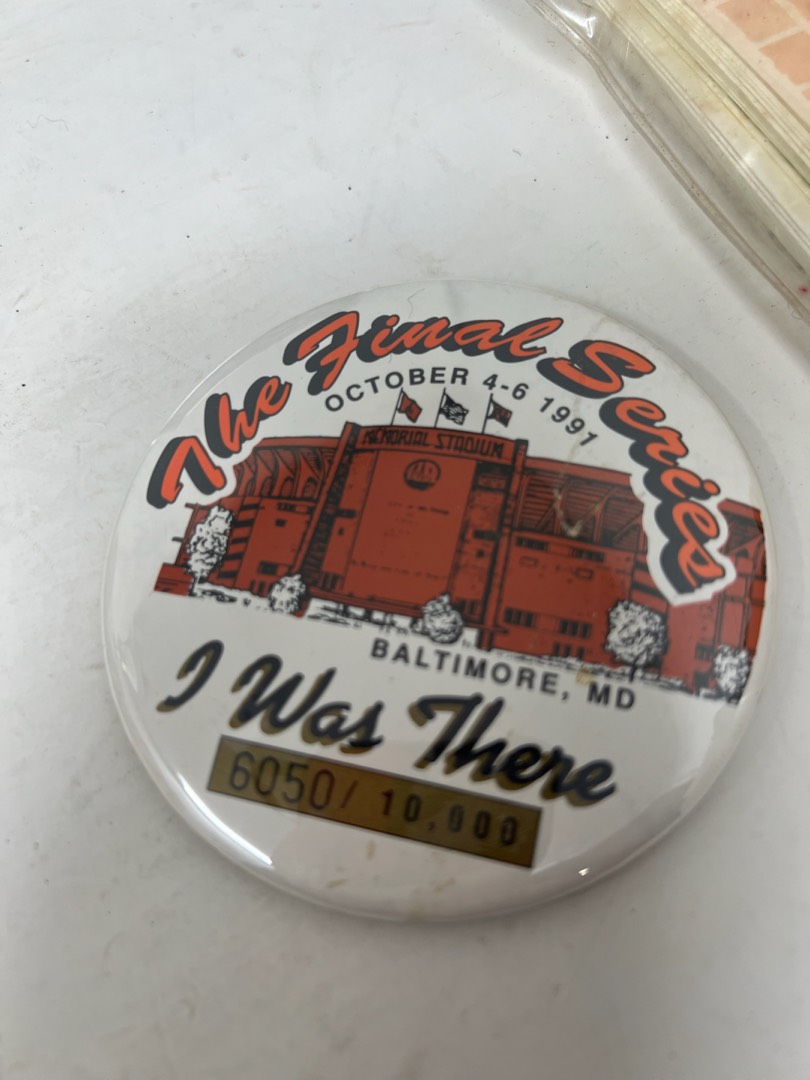 The Final Series
OCTOBER 4-6 1991
MEMORIAL STADIUM
BALTIMORE, MD
I Was There
6050/ 10,000